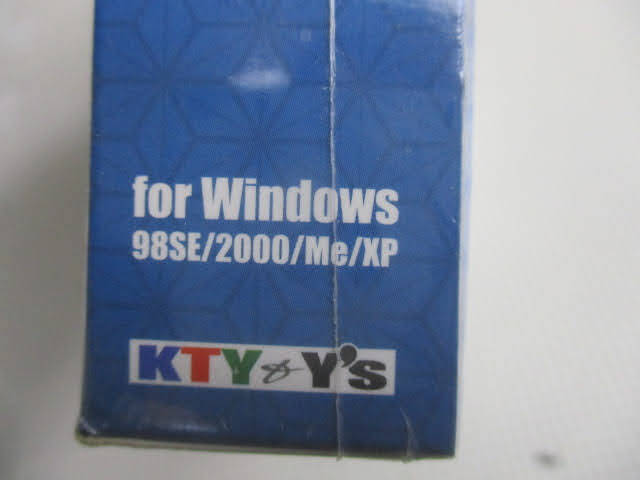 for Windows
98SE/2000/Me/XP
KTY & Y's